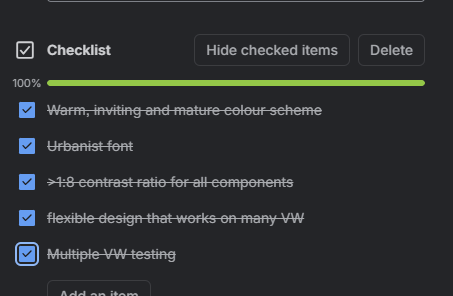 Checklist
Hide checked items
Delete
100%
Warm, inviting and mature colour scheme
Urbanist font
>1:8 contrast ratio for all components
flexible design that works on many VW
Multiple VW testing
Add an item